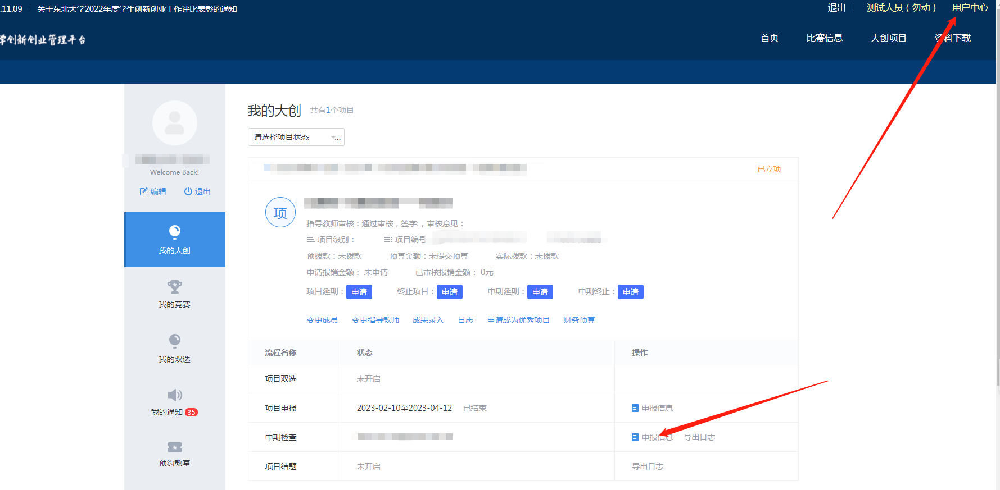 .11.09 关于东北大学2022年度学生创新创业工作评比表彰的通知
退出 测试人员（勿动） 用户中心
学创新创业管理平台
首页 比赛信息 大创项目 资料下载
Welcome Back!
编辑 退出
我的大创
我的竞赛
我的双选
我的通知 35
预约教室
我的大创 共有1个项目
请选择项目状态 ...
已立项
项
指导教师审核：通过审核，签字:，审核意见：
项目级别： 项目编号
预拨款：未拨款 预算金额：未提交预算 实际拨款：未拨款
申请报销金额： 未申请 已审核报销金额： 0元
项目延期： 申请 终止项目： 申请 中期延期： 申请 中期终止： 申请
变更成员 变更指导教师 成果录入 日志 申请成为优秀项目 财务预算
流程名称 状态 操作
项目双选 未开启
项目申报 2023-02-10至2023-04-12 已结束 申报信息
中期检查 申报信息 导出日志
项目结题 未开启 导出日志